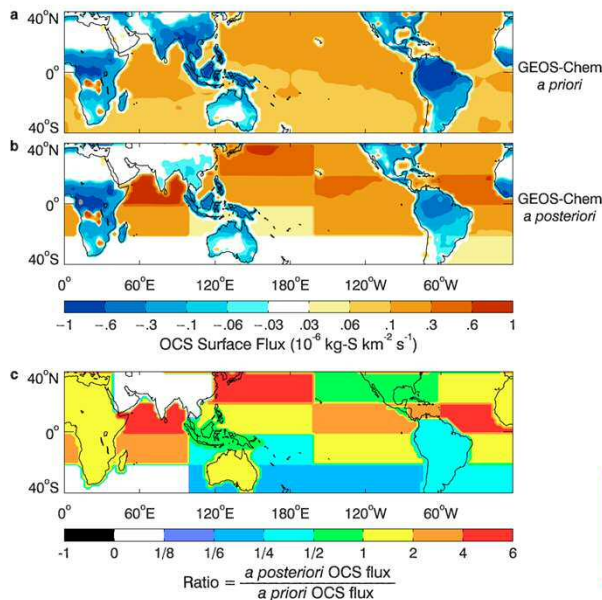 a
40°N
0°
40°S
GEOS-Chem
a priori
b
40°N
0°
40°S
GEOS-Chem
a posteriori
0° 60°E 120°E 180° 120°W 60°W
-1 -.6 -.3 -.1 -.06 -.03 .03 .06 .1 .3 .6 1
OCS Surface Flux (10⁻⁶ kg-S km⁻² s⁻¹)
c
40°N
0°
40°S
0° 60°E 120°E 180° 120°W 60°W
-1 0 1/8 1/6 1/4 1/2 1 2 4 6
Ratio = a posteriori OCS flux
a priori OCS flux